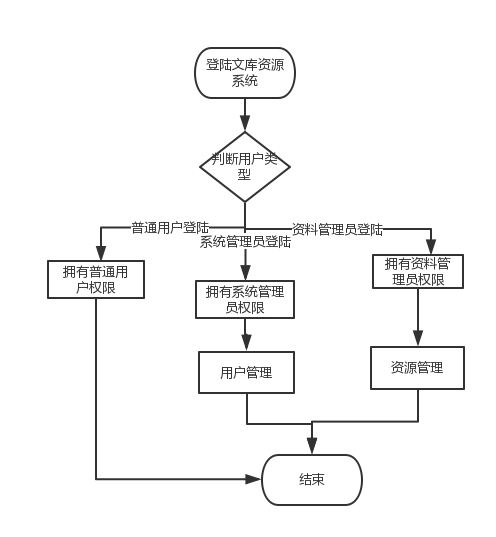 登陆文库资源
系统
判断用户类
型
普通用户登陆
系统管理员登陆
资料管理员登陆
拥有普通用
户权限
拥有系统管理
员权限
拥有资料管
理员权限
用户管理
资源管理
结束